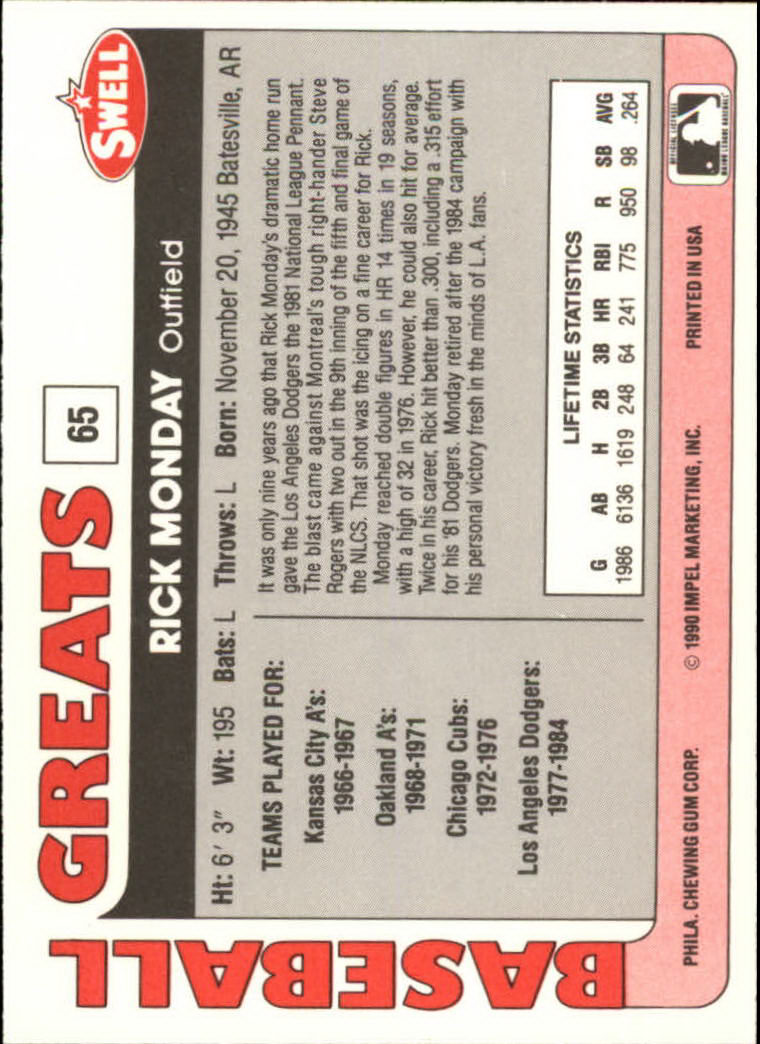 BASEBALL
GREATS
65
SWELL
RICK MONDAY Outfield
Ht: 6' 3" Wt: 195 Bats: L Throws: L Born: November 20, 1945 Batesville, AR
TEAMS PLAYED FOR:
Kansas City A's:
1966-1967
Oakland A's:
1968-1971
Chicago Cubs:
1972-1976
Los Angeles Dodgers:
1977-1984
It was only nine years ago that Rick Monday's dramatic home run
gave the Los Angeles Dodgers the 1981 National League Pennant.
The blast came against Montreal's tough right-hander Steve
Rogers with two out in the 9th inning of the fifth and final game of
the NLCS. That shot was the icing on a fine career for Rick.
Monday reached double figures in HR 14 times in 19 seasons,
with a high of 32 in 1976. However, he could also hit for average.
Twice in his career, Rick hit better than .300, including a .315 effort
for his '81 Dodgers. Monday retired after the 1984 campaign with
his personal victory fresh in the minds of L.A. fans.
LIFETIME STATISTICS
G AB H 2B 3B HR RBI R SB AVG
1986 6136 1619 248 64 241 775 950 98 .264
PHILA. CHEWING GUM CORP. © 1990 IMPEL MARKETING, INC. PRINTED IN USA
OFFICIAL LICENSEE
MAJOR LEAGUE BASEBALL